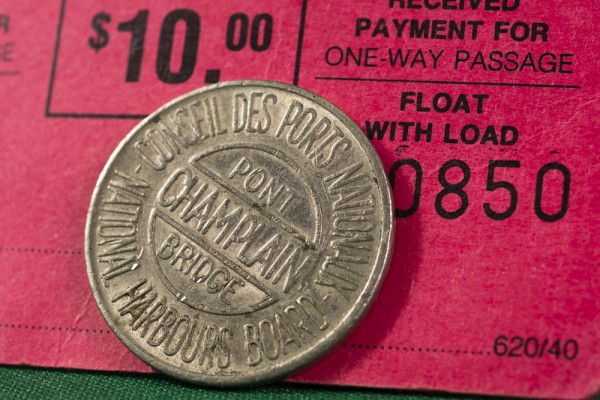 $10.00
RECEIVED
PAYMENT FOR
ONE-WAY PASSAGE
FLOAT
WITH LOAD
0850
620/40
CONSEIL DES PORTS NATIONAUX
PONT
CHAMPLAIN
BRIDGE
NATIONAL HARBOURS BOARD